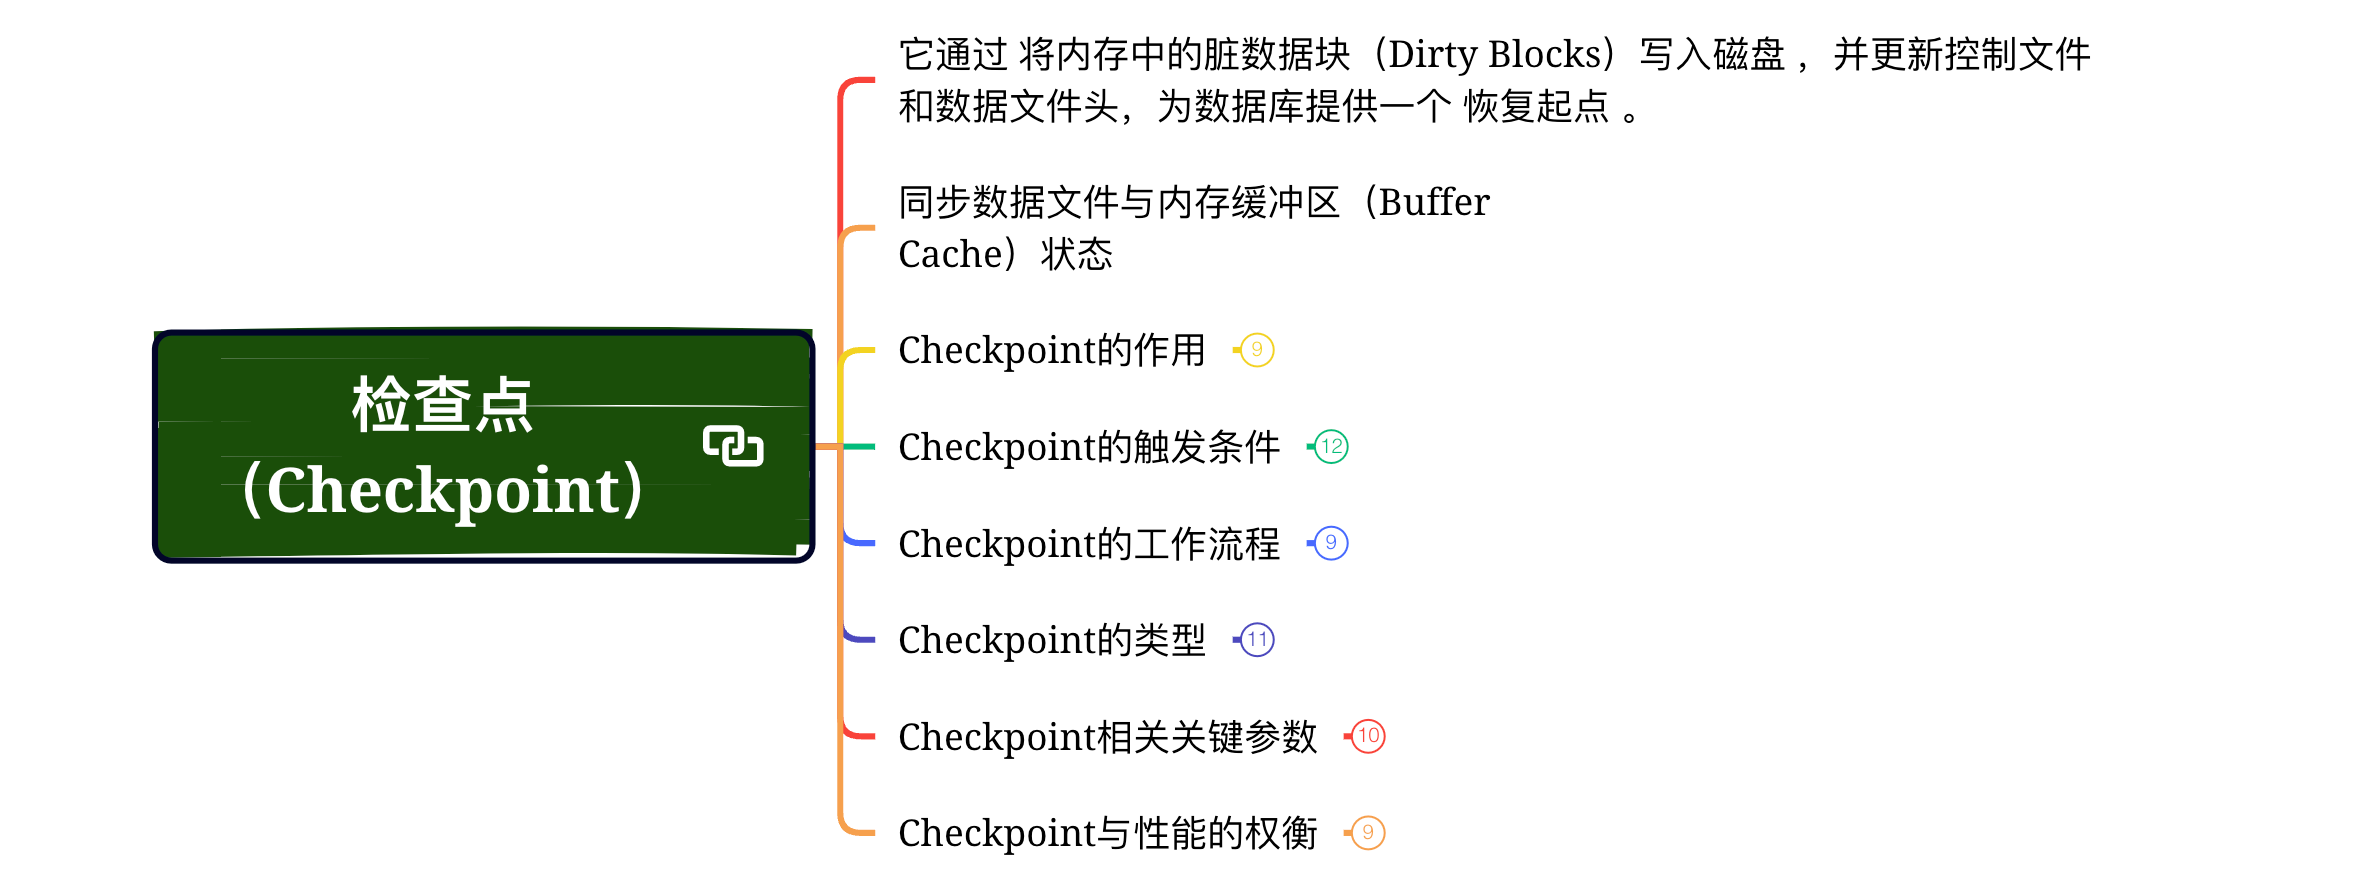 它通过 将内存中的脏数据块（Dirty Blocks）写入磁盘 ，并更新控制文件
和数据文件头，为数据库提供一个 恢复起点 。
同步数据文件与内存缓冲区（Buffer
Cache）状态
检查点
（Checkpoint）
Checkpoint的作用 9
Checkpoint的触发条件 12
Checkpoint的工作流程 9
Checkpoint的类型 11
Checkpoint相关关键参数 10
Checkpoint与性能的权衡 9